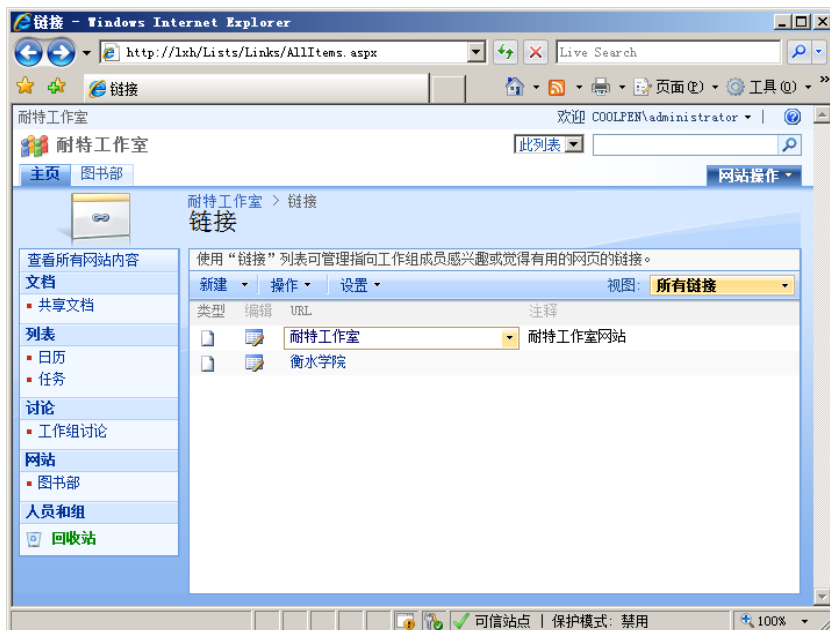 链接 - Windows Internet Explorer
http://lxh/Lists/Links/AllItems.aspx
Live Search
链接
页面(P)
工具(O)
»
耐特工作室
欢迎 COOLPEN\administrator
耐特工作室
此列表
主页
图书部
网站操作
耐特工作室 > 链接
链接
查看所有网站内容
文档
共享文档
列表
日历
任务
讨论
工作组讨论
网站
图书部
人员和组
回收站
使用“链接”列表可管理指向工作组成员感兴趣或觉得有用的网页的链接。
新建
操作
设置
视图: 所有链接
类型 编辑 URL 注释
耐特工作室 耐特工作室网站
衡水学院
可信站点 | 保护模式: 禁用
100%